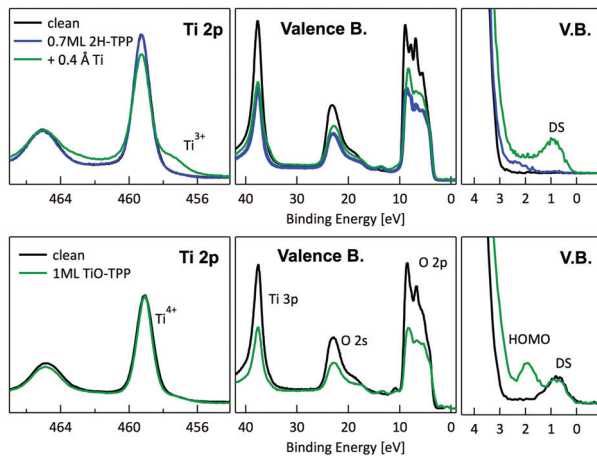 clean
0.7ML 2H-TPP
+ 0.4 Å Ti
Ti 2p
Ti3+
464 460 456
Valence B.
40 30 20 10 0
Binding Energy [eV]
V.B.
DS
4 3 2 1 0
clean
1ML TiO-TPP
Ti 2p
Ti4+
464 460 456
Valence B.
O 2p
Ti 3p
O 2s
40 30 20 10 0
Binding Energy [eV]
V.B.
HOMO
DS
4 3 2 1 0